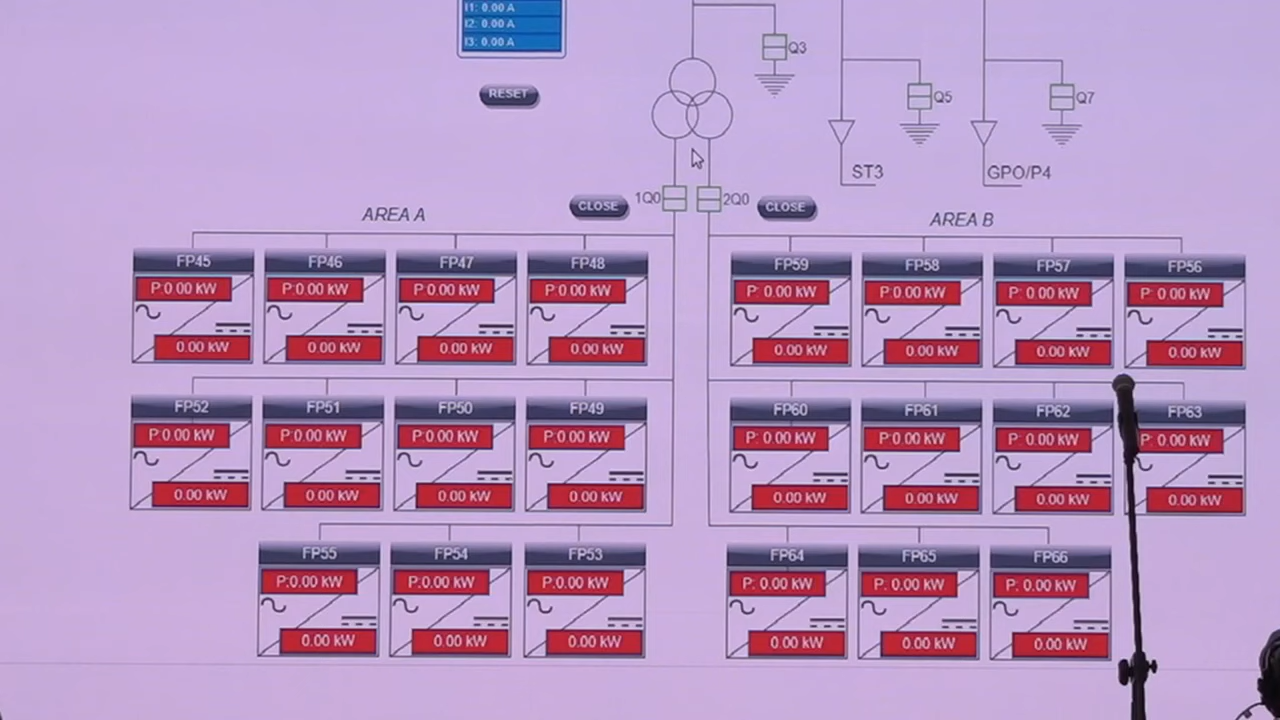 I1: 0.00 A
I2: 0.00 A
I3: 0.00 A
RESET
Q3
Q5
Q7
ST3
GPO/P4
1Q0
2Q0
CLOSE
CLOSE
AREA A
AREA B
FP45 FP46 FP47 FP48
P:0.00 kW P:0.00 kW P:0.00 kW P:0.00 kW
0.00 kW 0.00 kW 0.00 kW 0.00 kW
FP59 FP58 FP57 FP56
P: 0.00 kW P: 0.00 kW P: 0.00 kW P: 0.00 kW
0.00 kW 0.00 kW 0.00 kW 0.00 kW
FP52 FP51 FP50 FP49
P:0.00 kW P:0.00 kW P:0.00 kW P:0.00 kW
0.00 kW 0.00 kW 0.00 kW 0.00 kW
FP60 FP61 FP62 FP63
P: 0.00 kW P: 0.00 kW P: 0.00 kW P: 0.00 kW
0.00 kW 0.00 kW 0.00 kW 0.00 kW
FP55 FP54 FP53
P:0.00 kW P:0.00 kW P:0.00 kW
0.00 kW 0.00 kW 0.00 kW
FP64 FP65 FP66
P: 0.00 kW P: 0.00 kW P: 0.00 kW
0.00 kW 0.00 kW 0.00 kW